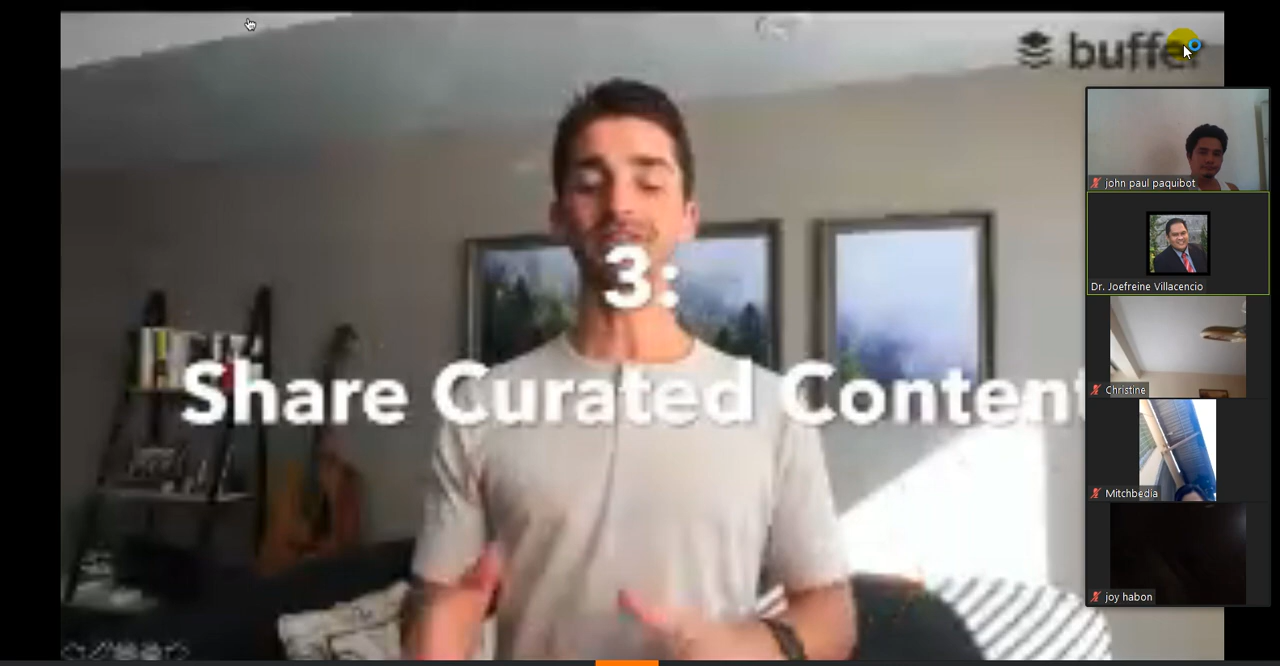 buffer
3:
Share Curated Content
john paul paquibot
Dr. Joefreine Villacencio
Christine
Mitchbedia
joy habon